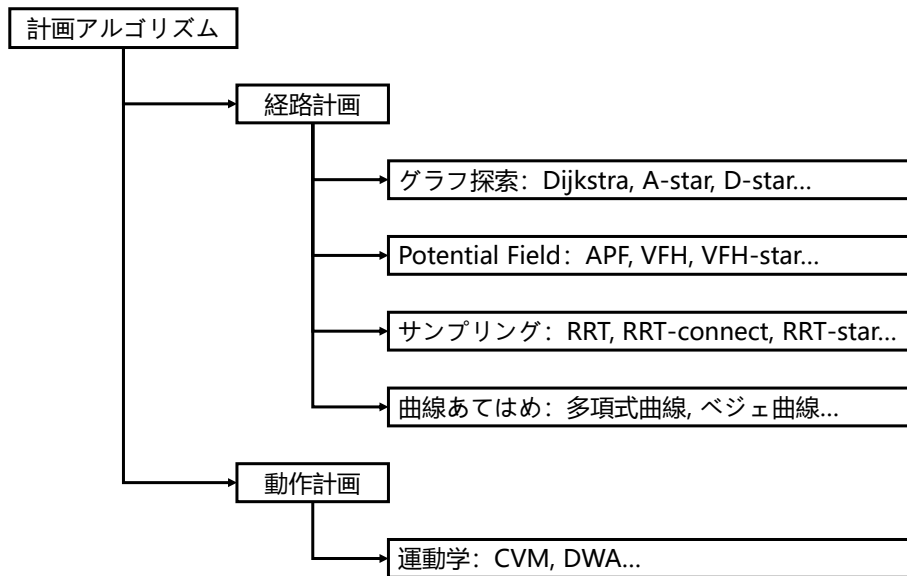 計画アルゴリズム
経路計画
グラフ探索：Dijkstra, A-star, D-star...
Potential Field：APF, VFH, VFH-star...
サンプリング：RRT, RRT-connect, RRT-star...
曲線あてはめ：多項式曲線, ベジェ曲線...
動作計画
運動学：CVM, DWA...